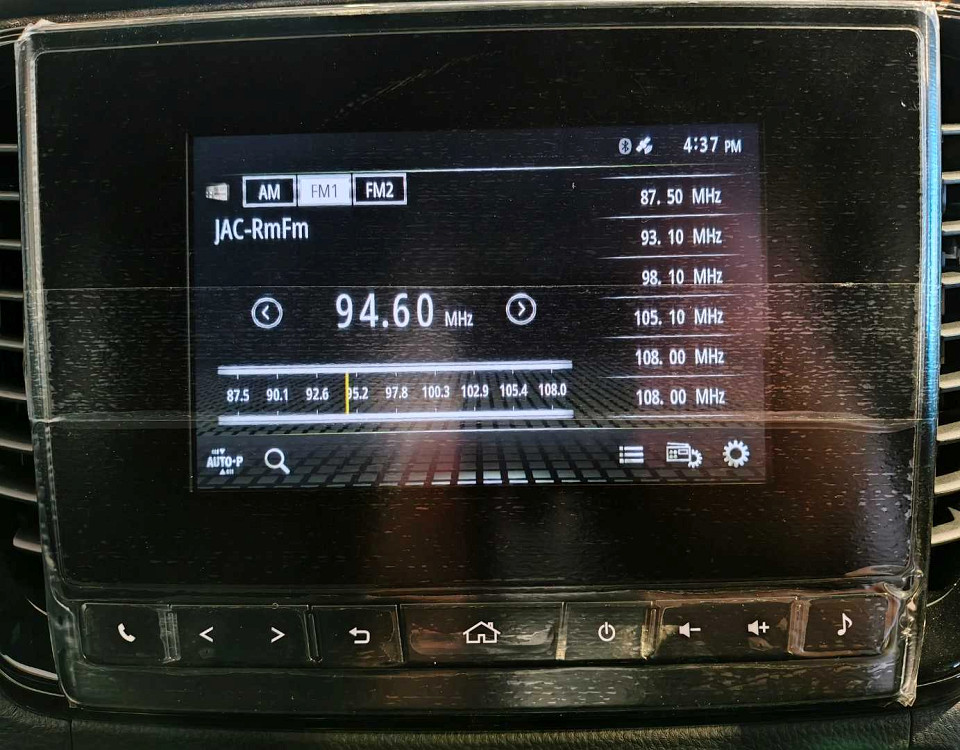 4:37 PM
AM FM1 FM2
JAC-RmFm
94.60 MHz
87.5 90.1 92.6 95.2 97.8 100.3 102.9 105.4 108.0
87. 50 MHz
93. 10 MHz
98. 10 MHz
105. 10 MHz
108. 00 MHz
108. 00 MHz
AUTO-P